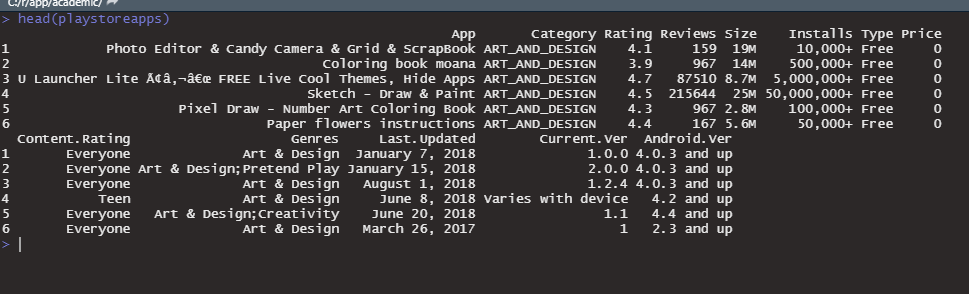 C:/r/app/academic/
> head(playstoreapps)
App Category Rating Reviews Size Installs Type Price
1 Photo Editor & Candy Camera & Grid & ScrapBook ART_AND_DESIGN 4.1 159 19M 10,000+ Free 0
2 Coloring book moana ART_AND_DESIGN 3.9 967 14M 500,000+ Free 0
3 U Launcher Lite Ã¢â‚¬â€œ FREE Live Cool Themes, Hide Apps ART_AND_DESIGN 4.7 87510 8.7M 5,000,000+ Free 0
4 Sketch - Draw & Paint ART_AND_DESIGN 4.5 215644 25M 50,000,000+ Free 0
5 Pixel Draw - Number Art Coloring Book ART_AND_DESIGN 4.3 967 2.8M 100,000+ Free 0
6 Paper flowers instructions ART_AND_DESIGN 4.4 167 5.6M 50,000+ Free 0
Content.Rating Genres Last.Updated Current.Ver Android.Ver
1 Everyone Art & Design January 7, 2018 1.0.0 4.0.3 and up
2 Everyone Art & Design;Pretend Play January 15, 2018 2.0.0 4.0.3 and up
3 Everyone Art & Design August 1, 2018 1.2.4 4.0.3 and up
4 Teen Art & Design June 8, 2018 Varies with device 4.2 and up
5 Everyone Art & Design;Creativity June 20, 2018 1.1 4.4 and up
6 Everyone Art & Design March 26, 2017 1 2.3 and up
>